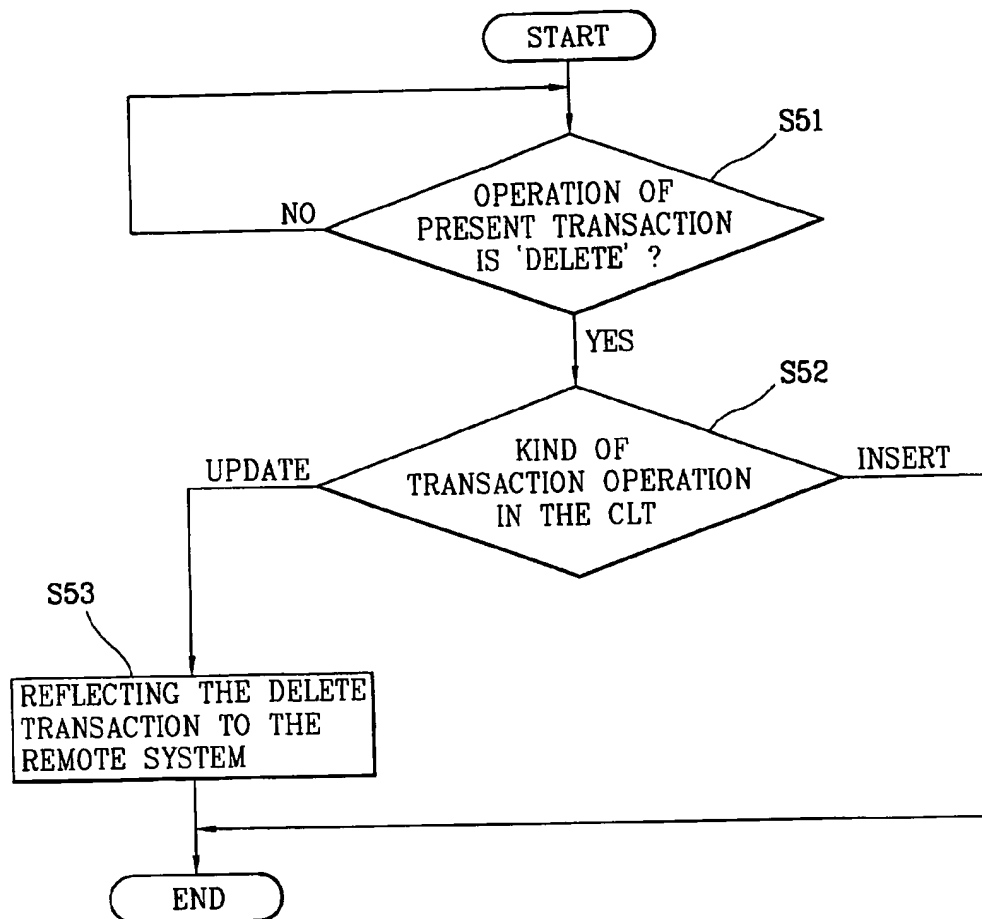 START
S51
OPERATION OF
PRESENT TRANSACTION
IS 'DELETE' ?
NO
YES
S52
KIND OF
TRANSACTION OPERATION
IN THE CLT
UPDATE
INSERT
S53
REFLECTING THE DELETE
TRANSACTION TO THE
REMOTE SYSTEM
END